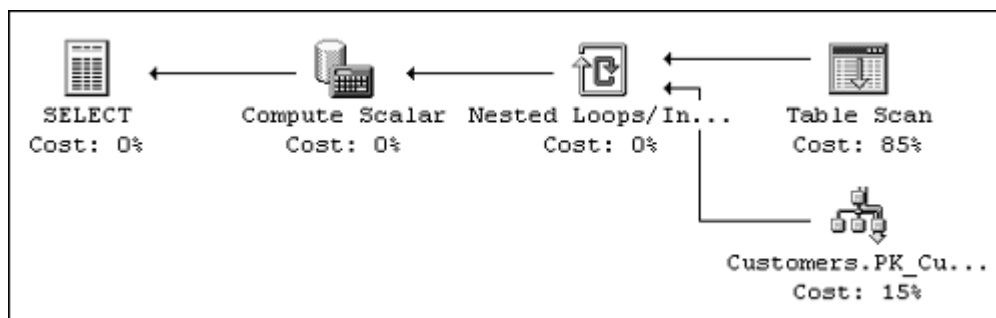 SELECT
Cost: 0%
Compute Scalar
Cost: 0%
Nested Loops/In...
Cost: 0%
Table Scan
Cost: 85%
Customers.PK_Cu...
Cost: 15%